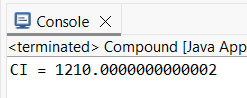 Console
<terminated> Compound [Java App
CI = 1210.0000000000002